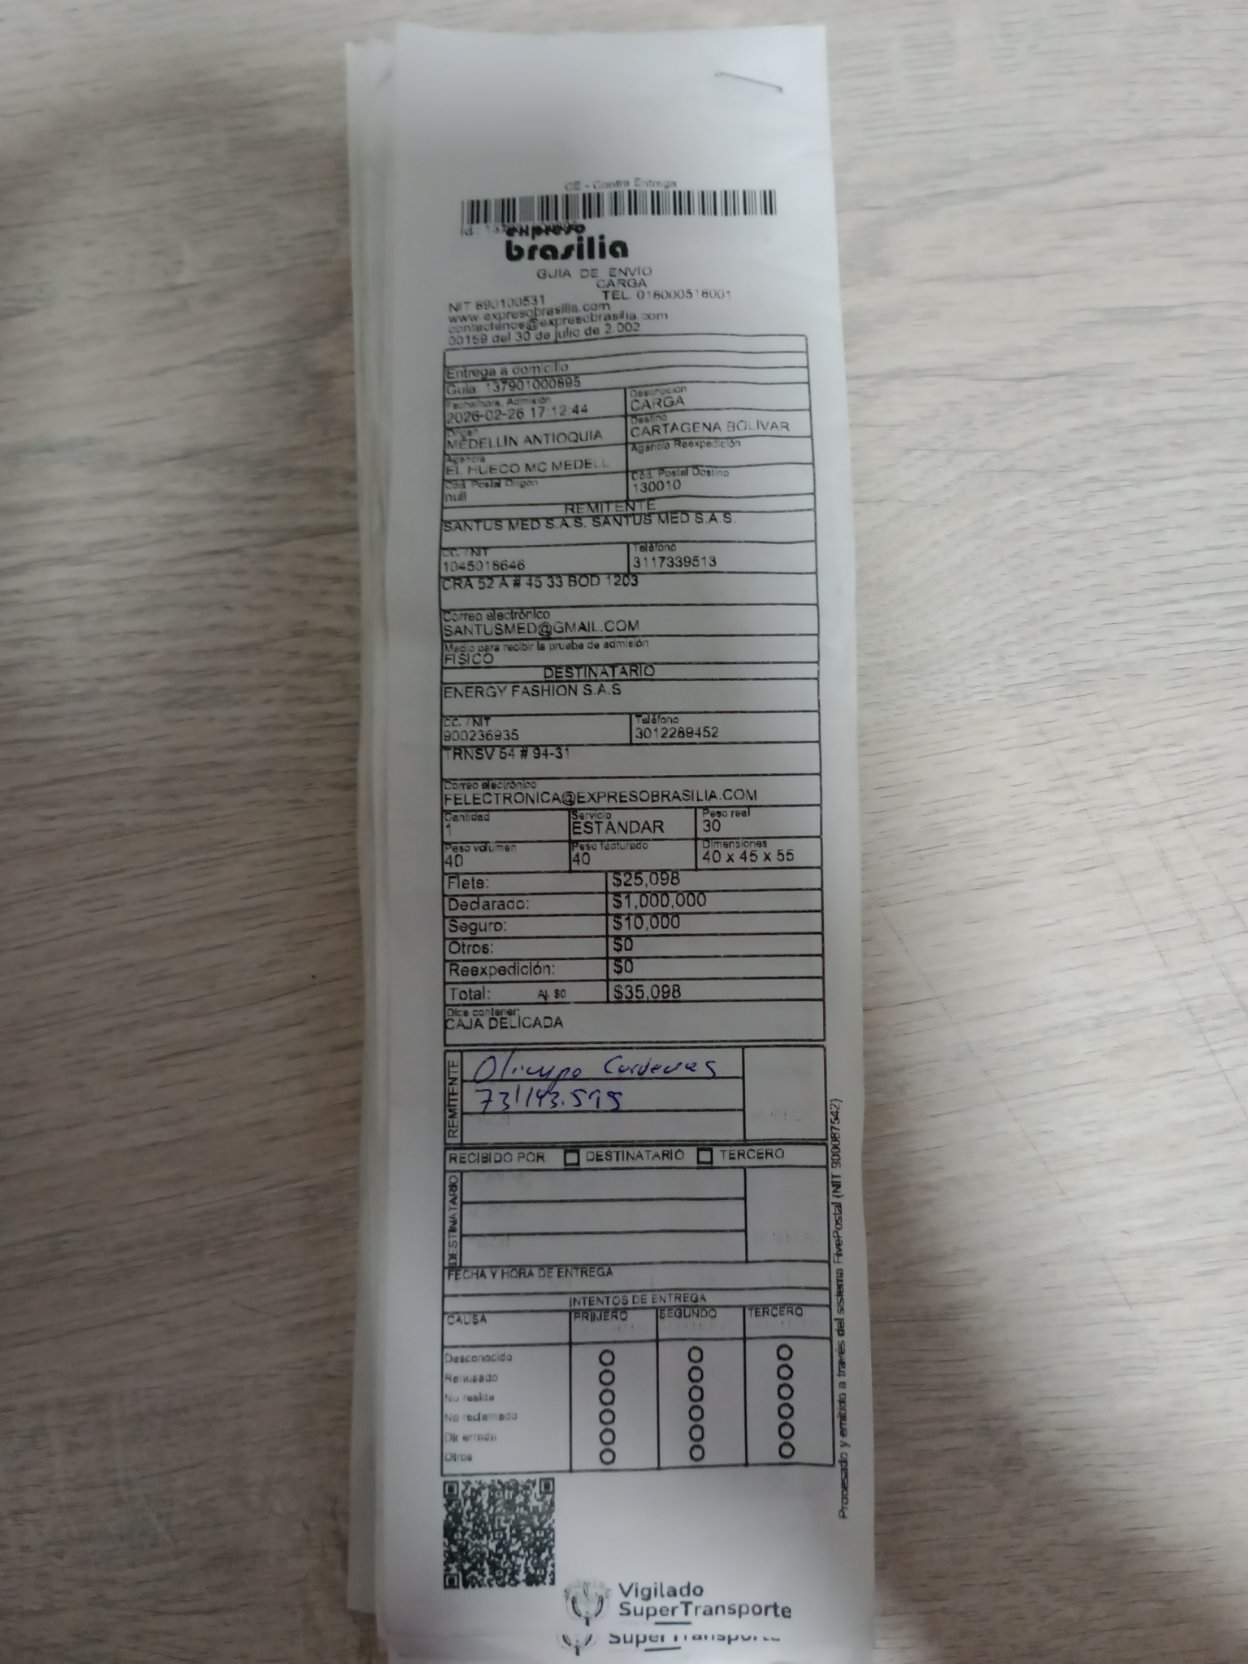 CE - Contra Entrega
Id : 137901000895
expreso
brasilia
GUIA DE ENVIO
CARGA
NIT 890100531 TEL. 018000518001
www.expresobrasilia.com
contactenos@expresobrasilia.com
00159 del 30 de julio de 2.002
Entrega a domicilio
Guia: 137901000895
Fecha/hora. Admisión Descripción
2026-02-26 17:12:44 CARGA
Origen Destino
MEDELLIN ANTIOQUIA CARTAGENA BOLIVAR
Agencia Agencia Reexpedición
EL HUECO MC MEDELL
Cód. Postal Origen Cód. Postal Destino
null 130010
REMITENTE
SANTUS MED S.A.S. SANTUS MED S.A.S.
CC. / NIT Teléfono
1045018646 3117339513
CRA 52 A # 45 33 BOD 1203
Correo electrónico
SANTUSMED@GMAIL.COM
Medio para recibir la prueba de admisión
FISICO
DESTINATARIO
ENERGY FASHION S.A.S
CC. / NIT Teléfono
900236935 3012289452
TRNSV 54 # 94-31
Correo electrónico
FELECTRONICA@EXPRESOBRASILIA.COM
Cantidad Servicio Peso real
1 ESTANDAR 30
Peso volumen Peso facturado Dimensiones
40 40 40 x 45 x 55
Flete: $25,098
Declarado: $1,000,000
Seguro: $10,000
Otros: $0
Reexpedición: $0
Total: Aj. $0 $35,098
Dice contener:
CAJA DELICADA
REMITENTE
Olimpo Cardenas
RECIBIDO POR DESTINATARIO TERCERO
DESTINATARIO
FECHA Y HORA DE ENTREGA
INTENTOS DE ENTREGA
CAUSA PRIMERO SEGUNDO TERCERO
Desconocido
Rehusado
No reside
No reclamado
Dir errada
Otros
Procesado y emitido a través del sistema FivePostal (NIT 900087542)
Vigilado
SuperTransporte
SuperTransporte